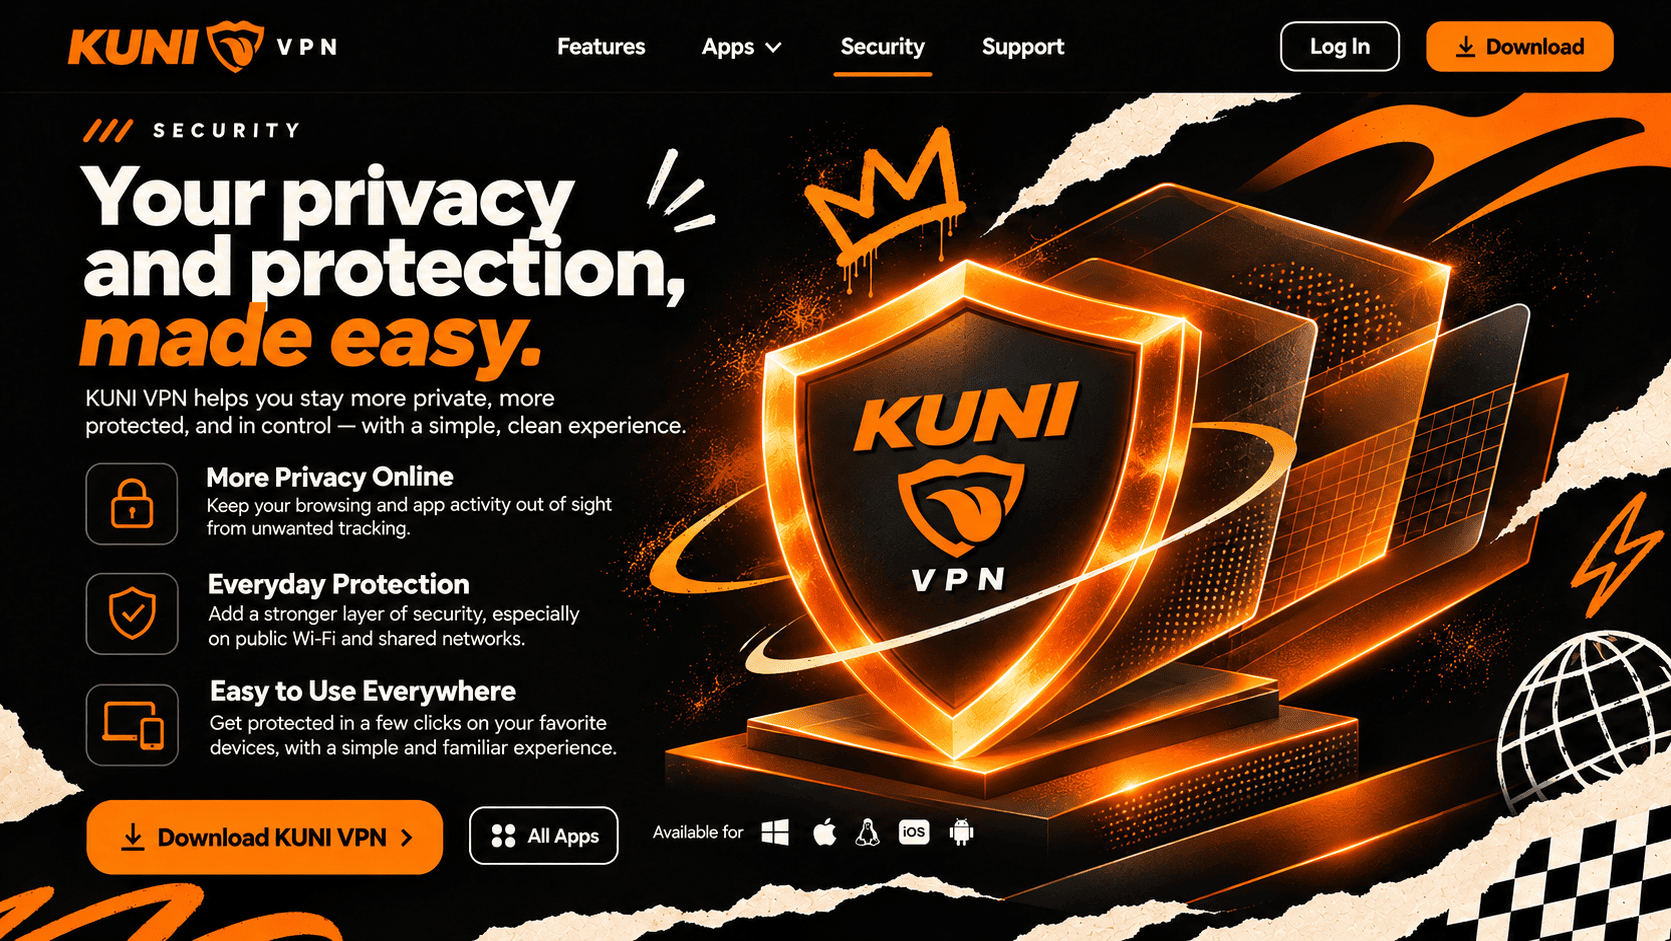 KUNI VPN
Features
Apps
Security
Support
Log In
Download
SECURITY
Your privacy
and protection,
made easy.
KUNI VPN helps you stay more private, more
protected, and in control — with a simple, clean experience.
More Privacy Online
Keep your browsing and app activity out of sight
from unwanted tracking.
Everyday Protection
Add a stronger layer of security, especially
on public Wi-Fi and shared networks.
Easy to Use Everywhere
Get protected in a few clicks on your favorite
devices, with a simple and familiar experience.
Download KUNI VPN
All Apps
Available for
iOS
KUNI
VPN